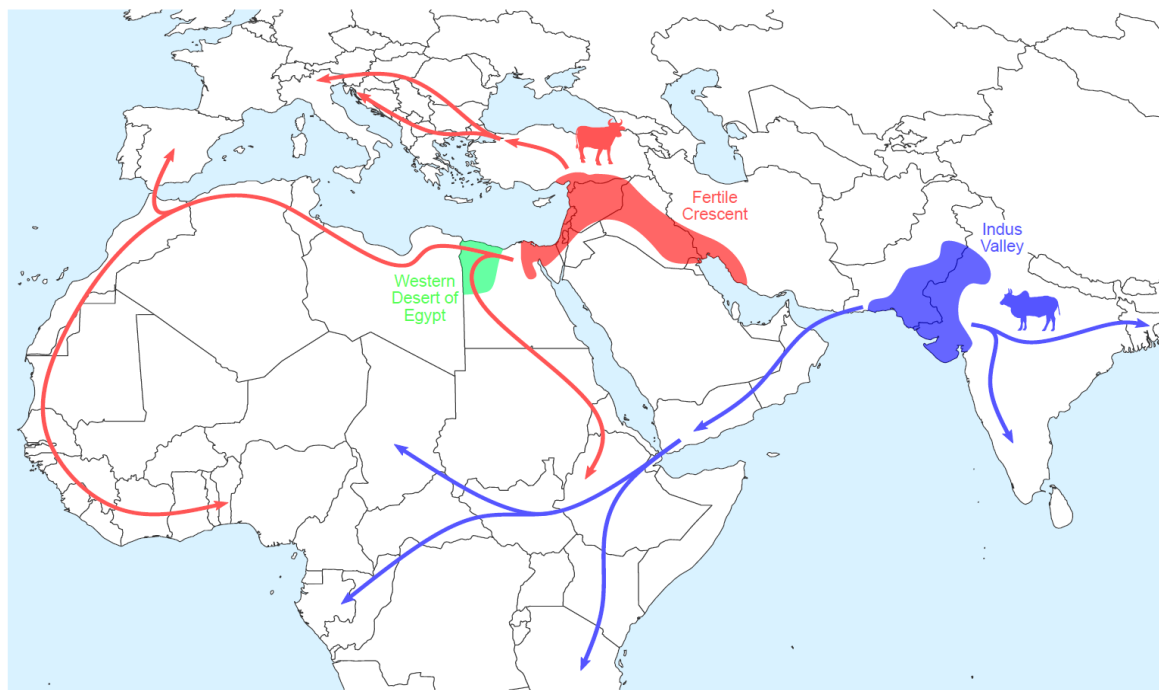 Fertile
Crescent
Indus
Valley
Western
Desert of
Egypt